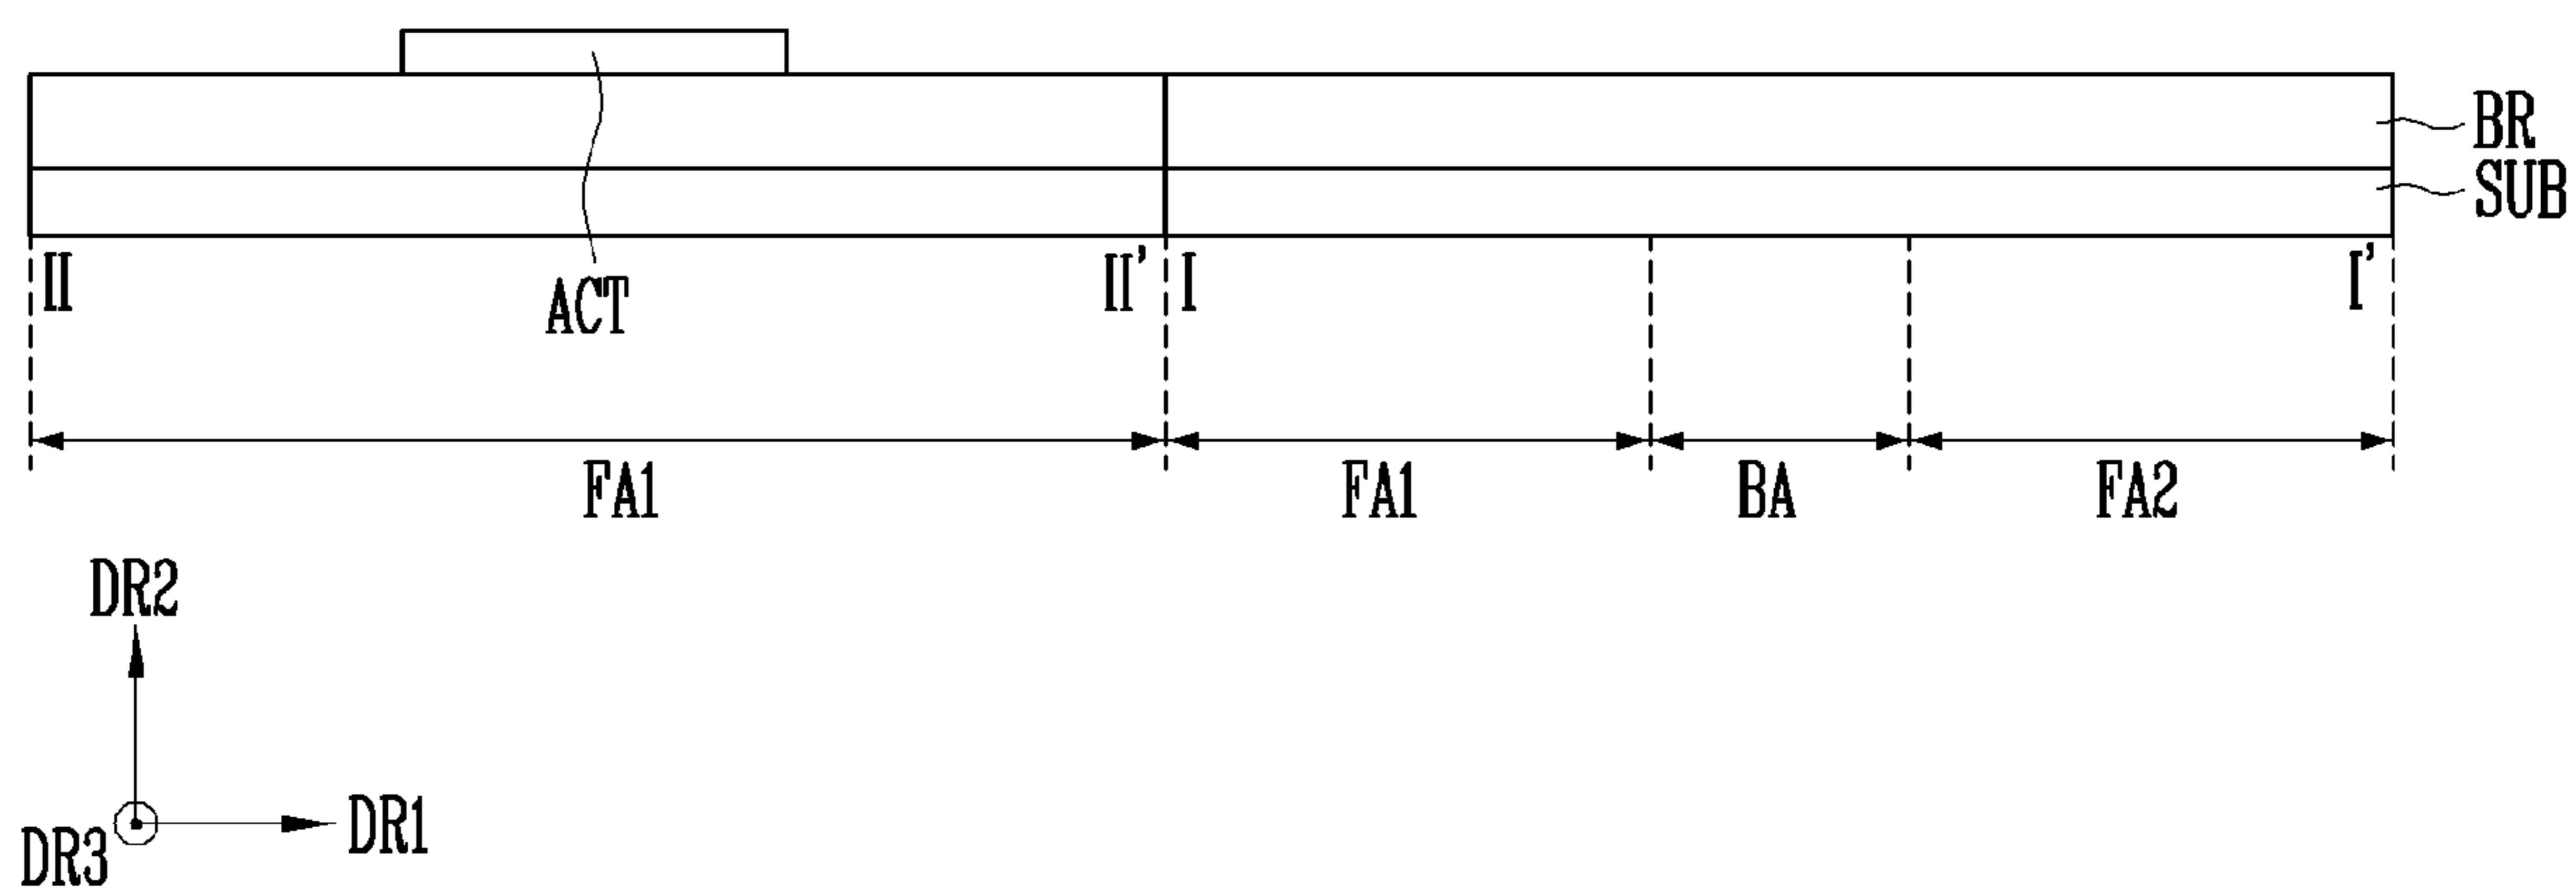 BR
SUB
II II' I I'
ACT
FA1 FA1 BA FA2
DR2
DR1
DR3